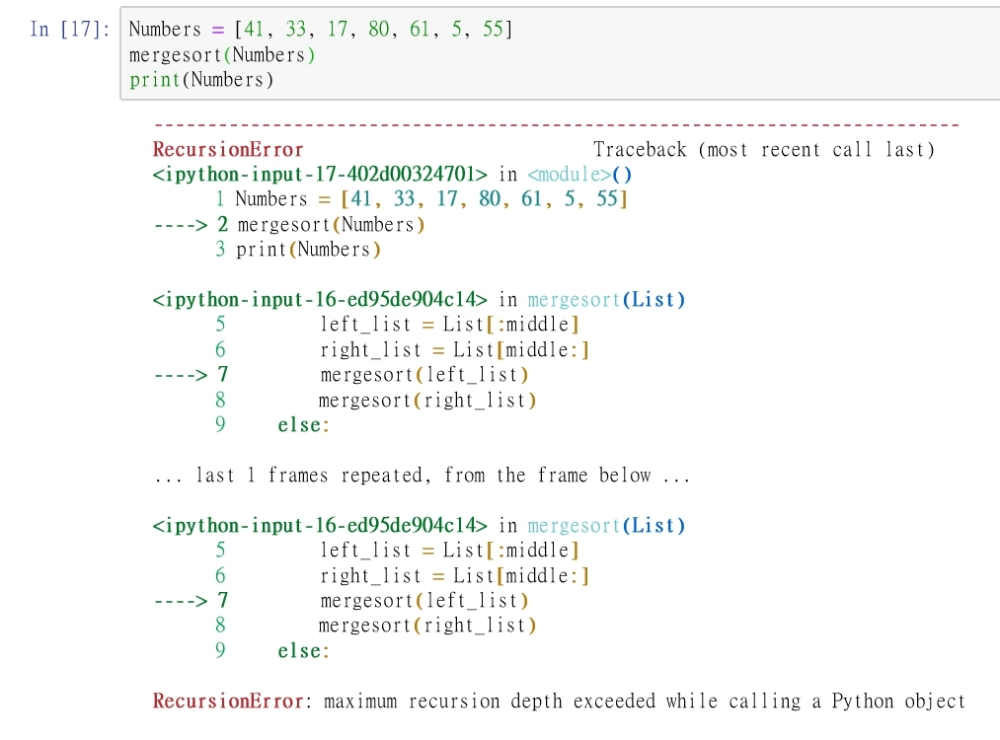 In [17]: Numbers = [41, 33, 17, 80, 61, 5, 55]
mergesort(Numbers)
print(Numbers)
---------------------------------------------------------------------------
RecursionError Traceback (most recent call last)
<ipython-input-17-402d00324701> in <module>()
1 Numbers = [41, 33, 17, 80, 61, 5, 55]
----> 2 mergesort(Numbers)
3 print(Numbers)
<ipython-input-16-ed95de904c14> in mergesort(List)
5 left_list = List[:middle]
6 right_list = List[middle:]
----> 7 mergesort(left_list)
8 mergesort(right_list)
9 else:
... last 1 frames repeated, from the frame below ...
<ipython-input-16-ed95de904c14> in mergesort(List)
5 left_list = List[:middle]
6 right_list = List[middle:]
----> 7 mergesort(left_list)
8 mergesort(right_list)
9 else:
RecursionError: maximum recursion depth exceeded while calling a Python object